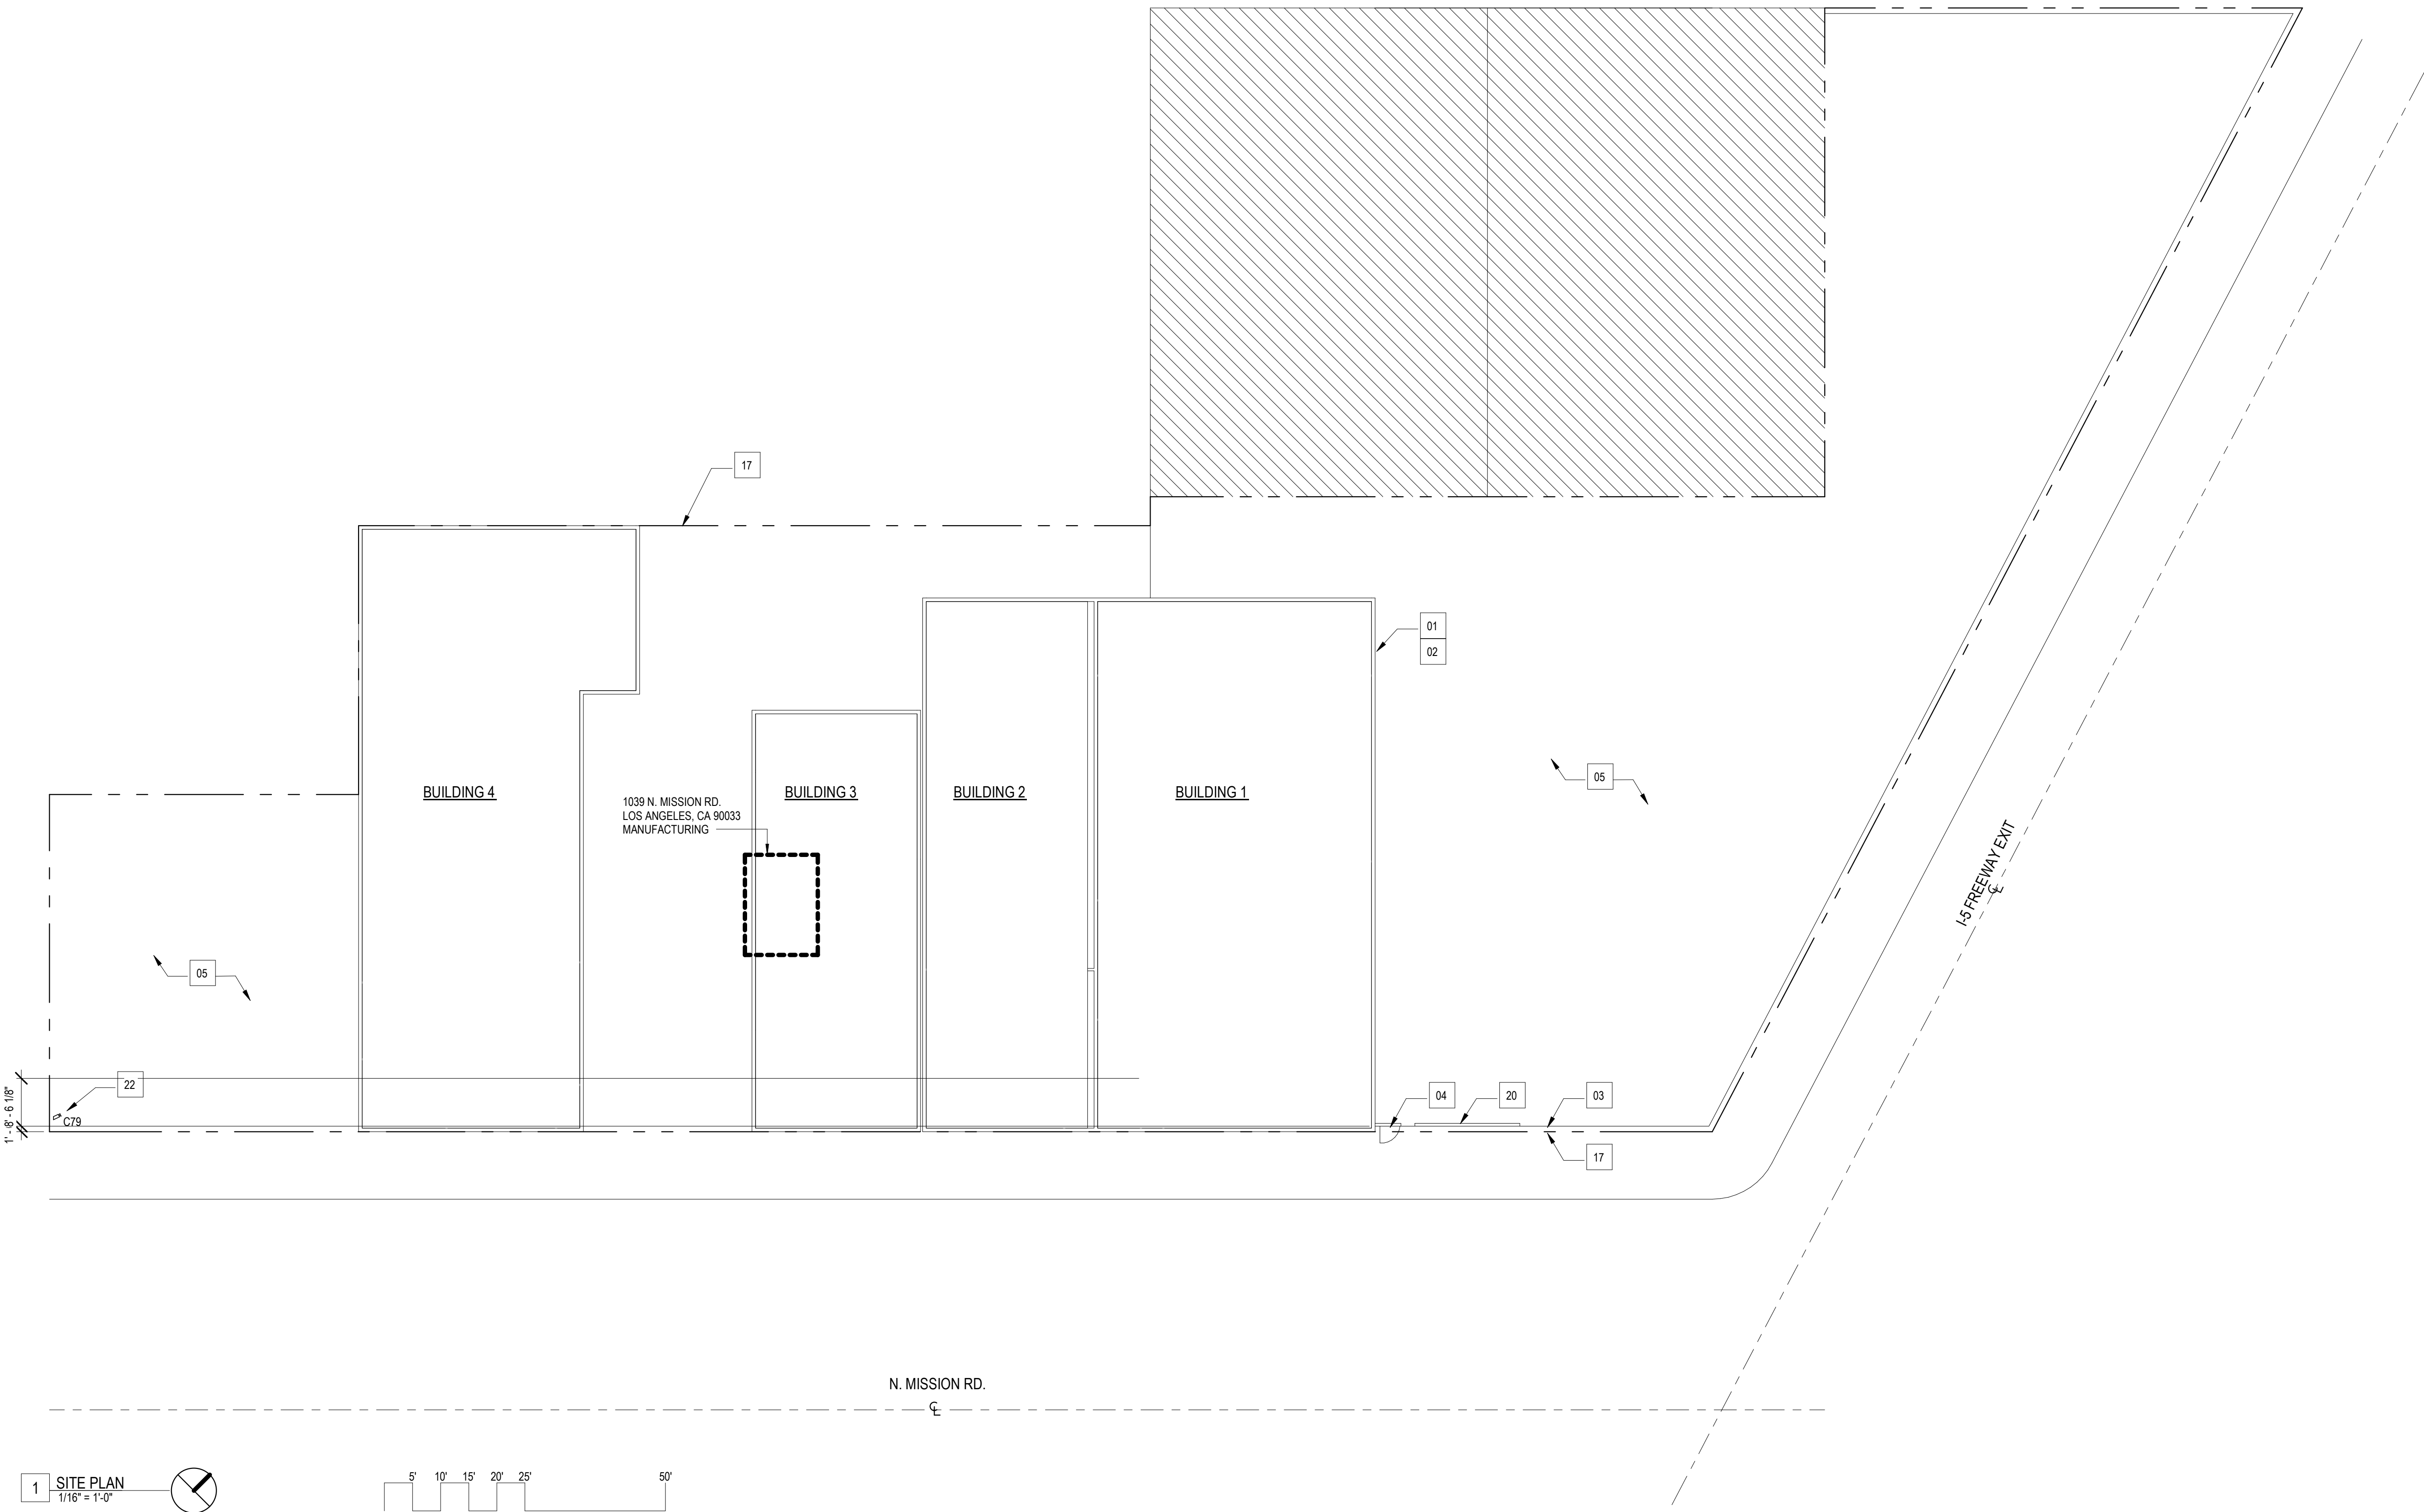 17
01
02
BUILDING 4
BUILDING 3
BUILDING 2
BUILDING 1
1039 N. MISSION RD.
LOS ANGELES, CA 90033
MANUFACTURING
05
I-5 FREEWAY EXIT
05
22
C79
8' - 6 1/8"
04
20
03
17
N. MISSION RD.
1
SITE PLAN
1/16" = 1'-0"
5' 10' 15' 20' 25' 50'